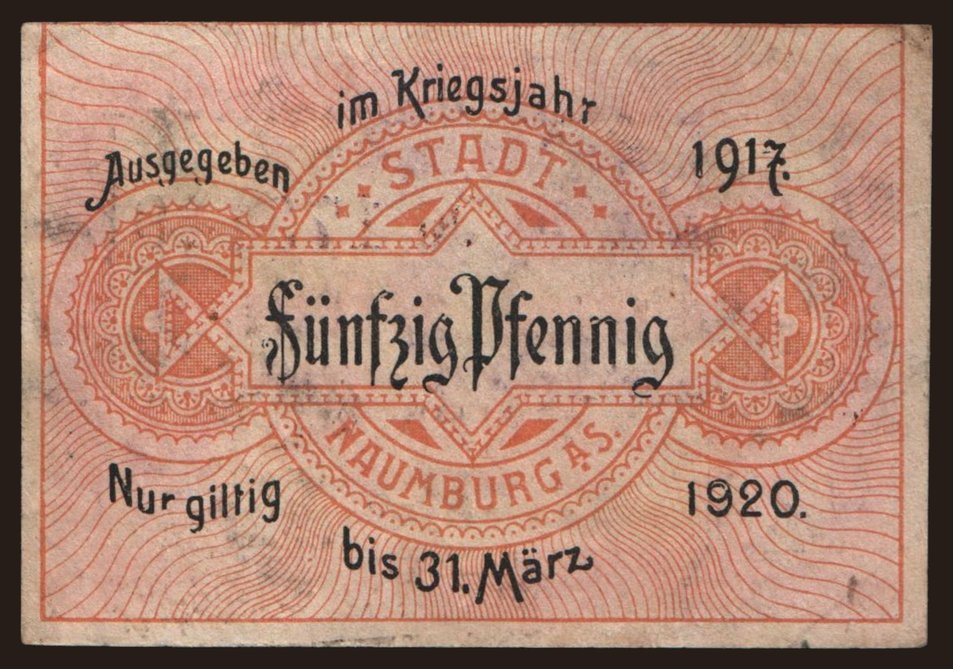 Ausgegeben im Kriegsjahr 1917.
STADT
Fünfzig Pfennig
NAUMBURG A.S.
Nur giltig bis 31. März 1920.